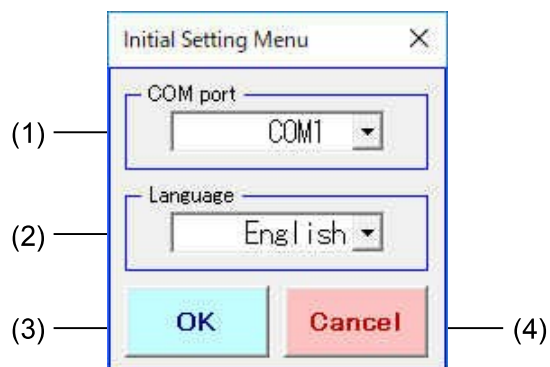 Initial Setting Menu
COM port
(1) COM1
Language
(2) English
(3) OK Cancel (4)